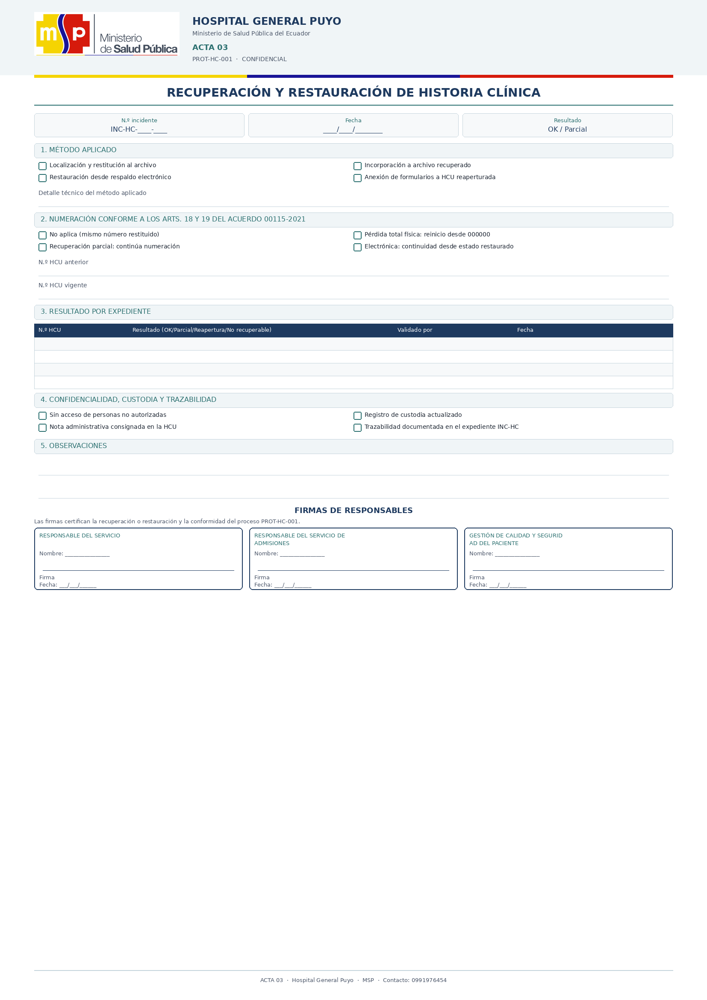 msp
Ministerio
de Salud Pública
HOSPITAL GENERAL PUYO
Ministerio de Salud Pública del Ecuador
ACTA 03
PROT-HC-001 · CONFIDENCIAL
RECUPERACIÓN Y RESTAURACIÓN DE HISTORIA CLÍNICA
N.º incidente
INC-HC-____-____
Fecha
____/____/________
Resultado
OK / Parcial
1. MÉTODO APLICADO
Localización y restitución al archivo
Incorporación a archivo recuperado
Restauración desde respaldo electrónico
Anexión de formularios a HCU reaperturada
Detalle técnico del método aplicado
2. NUMERACIÓN CONFORME A LOS ARTS. 18 Y 19 DEL ACUERDO 00115-2021
No aplica (mismo número restituido)
Pérdida total física: reinicio desde 000000
Recuperación parcial: continúa numeración
Electrónica: continuidad desde estado restaurado
N.º HCU anterior
N.º HCU vigente
3. RESULTADO POR EXPEDIENTE
N.º HCU Resultado (OK/Parcial/Reapertura/No recuperable) Validado por Fecha
4. CONFIDENCIALIDAD, CUSTODIA Y TRAZABILIDAD
Sin acceso de personas no autorizadas
Registro de custodia actualizado
Nota administrativa consignada en la HCU
Trazabilidad documentada en el expediente INC-HC
5. OBSERVACIONES
FIRMAS DE RESPONSABLES
Las firmas certifican la recuperación o restauración y la conformidad del proceso PROT-HC-001.
RESPONSABLE DEL SERVICIO
Nombre: ________________
Firma
Fecha: ___/___/______
RESPONSABLE DEL SERVICIO DE
ADMISIONES
Nombre: ________________
Firma
Fecha: ___/___/______
GESTIÓN DE CALIDAD Y SEGURID
AD DEL PACIENTE
Nombre: ________________
Firma
Fecha: ___/___/______
ACTA 03 · Hospital General Puyo · MSP · Contacto: 0991976454